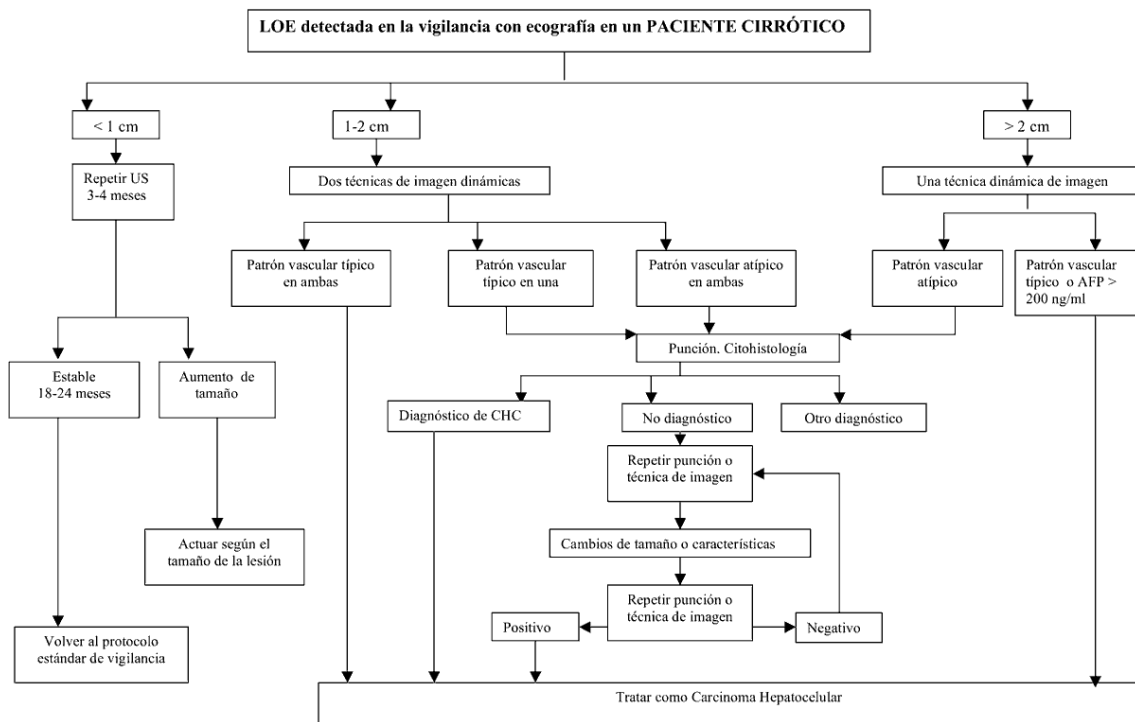 LOE detectada en la vigilancia con ecografía en un PACIENTE CIRRÓTICO
< 1 cm
1-2 cm
> 2 cm
Repetir US
3-4 meses
Dos técnicas de imagen dinámicas
Una técnica dinámica de imagen
Patrón vascular típico
en ambas
Patrón vascular
típico en una
Patrón vascular atípico
en ambas
Patrón vascular
atípico
Patrón vascular
típico o AFP >
200 ng/ml
Punción. Citohistología
Estable
18-24 meses
Aumento de
tamaño
Diagnóstico de CHC
No diagnóstico
Otro diagnóstico
Repetir punción o
técnica de imagen
Actuar según el
tamaño de la lesión
Cambios de tamaño o características
Repetir punción o
técnica de imagen
Positivo
Negativo
Volver al protocolo
estándar de vigilancia
Tratar como Carcinoma Hepatocelular